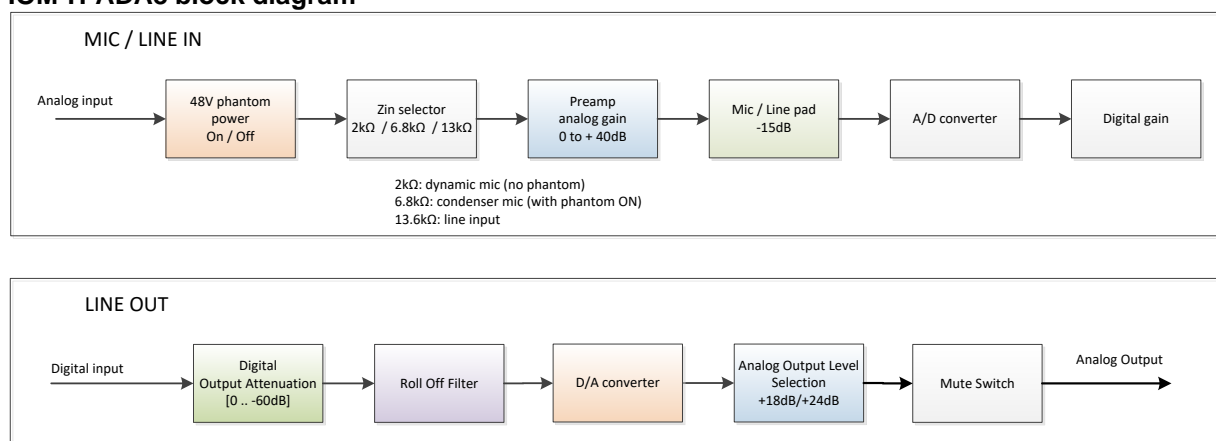 MIC / LINE IN
Analog input
48V phantom
power
On / Off
Zin selector
2kΩ / 6.8kΩ / 13kΩ
Preamp
analog gain
0 to + 40dB
Mic / Line pad
-15dB
A/D converter
Digital gain
2kΩ: dynamic mic (no phantom)
6.8kΩ: condenser mic (with phantom ON)
13.6kΩ: line input
LINE OUT
Digital input
Digital
Output Attenuation
[0 .. -60dB]
Roll Off Filter
D/A converter
Analog Output Level
Selection
+18dB/+24dB
Mute Switch
Analog Output